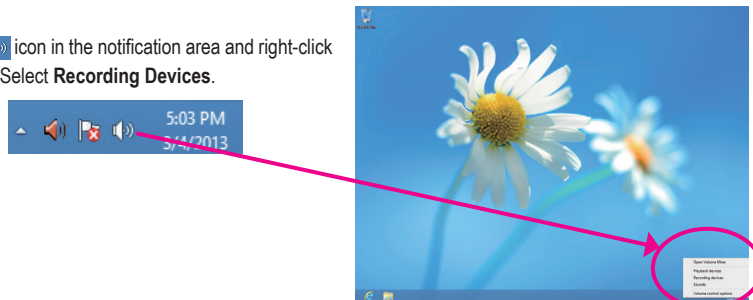 icon in the notification area and right-click
Select Recording Devices.
5:03 PM
3/4/2013
Open Volume Mixer
Playback devices
Recording devices
Sounds
Volume control options